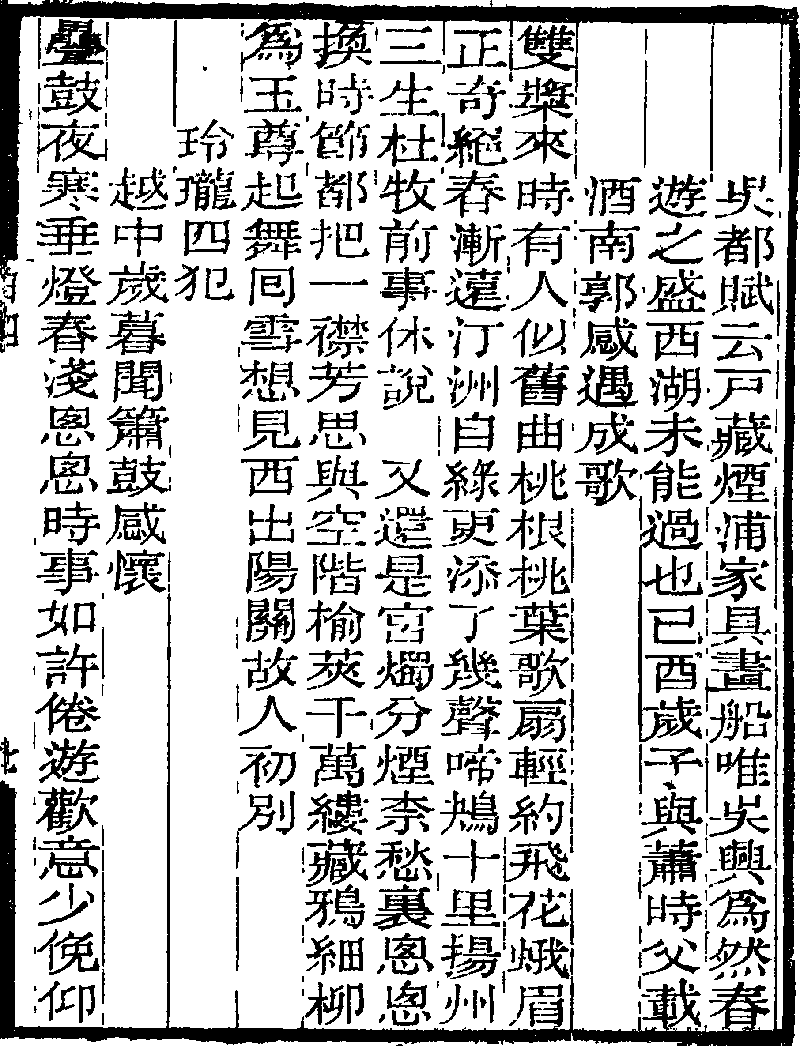 吳都賦云戸藏煙浦家具畫船唯吳興爲然春
遊之盛西湖未能過也已酉歲予與蕭時父載
酒南郭感遇成歌
雙槳來時有人似舊曲桃根桃葉歌扇輕約飛花蛾眉
正奇絕春漸遠汀洲自綠更添了幾聲啼鴂十里揚州
三生杜牧前事休說　又還是宮燭分煙柰愁裏悤悤
換時節都把一襟芳思與空階榆莢千萬縷藏鴉細柳
爲玉尊起舞囘雪想見西出陽關故人初別
玲瓏四犯
越中歲暮聞簫鼓感懷
疊鼓夜寒垂燈春淺悤悤時事如許倦遊歡意少俛仰
七